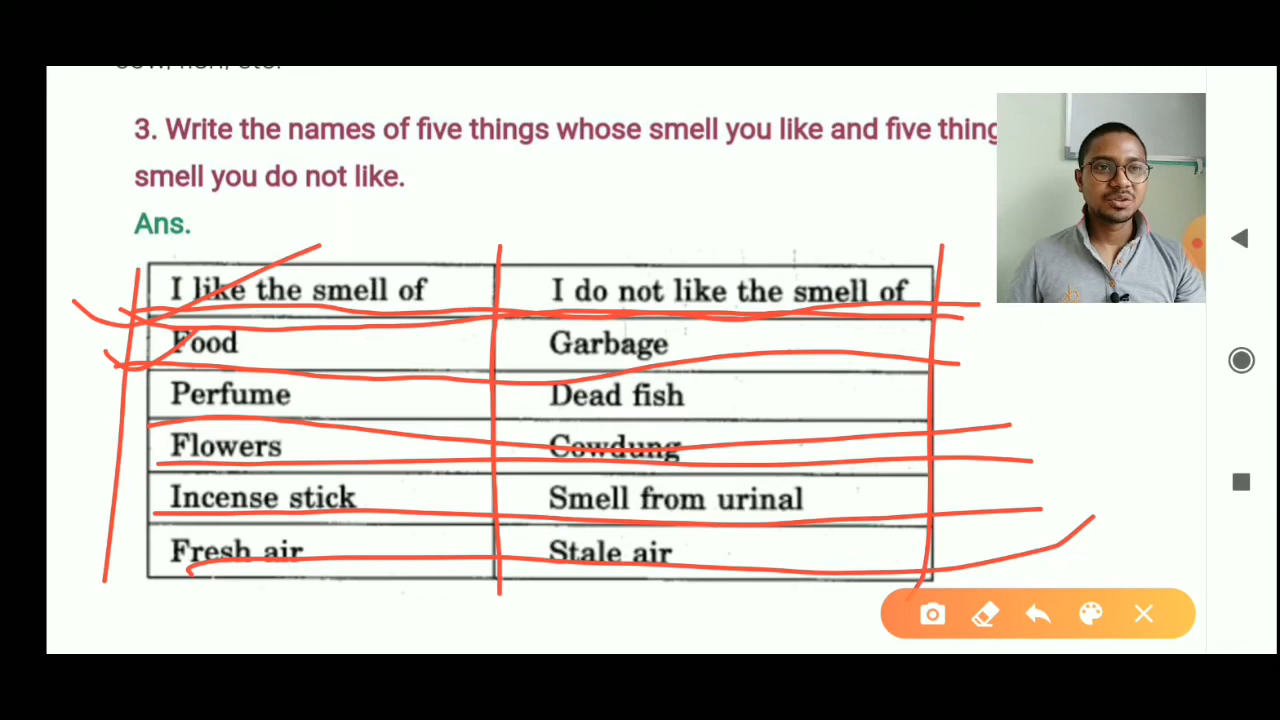 3. Write the names of five things whose smell you like and five thing
smell you do not like.
Ans.
I like the smell of I do not like the smell of
Food Garbage
Perfume Dead fish
Flowers Cowdung
Incense stick Smell from urinal
Fresh air Stale air